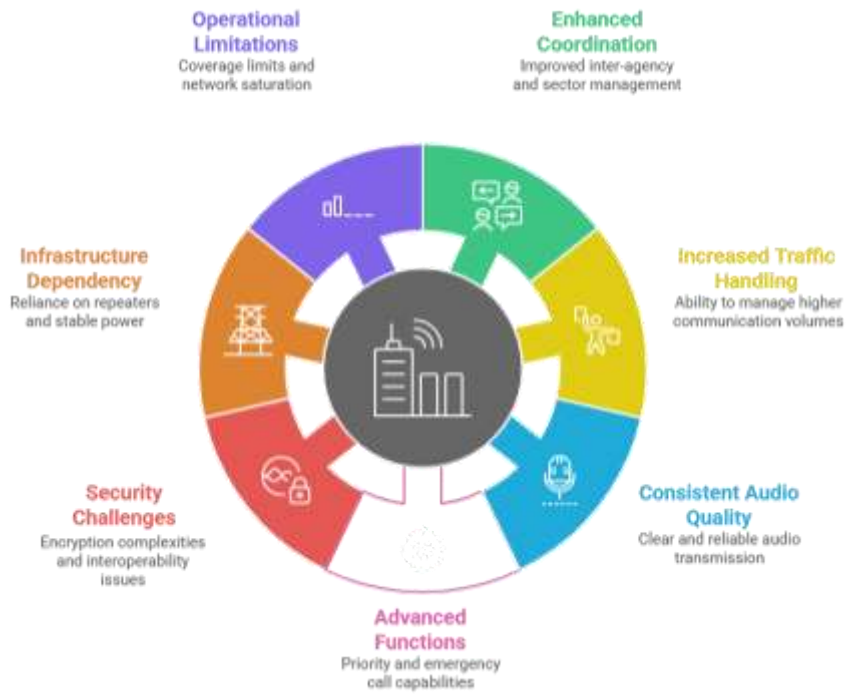 Operational
Limitations
Coverage limits and
network saturation
Enhanced
Coordination
Improved inter-agency
and sector management
Infrastructure
Dependency
Reliance on repeaters
and stable power
Increased Traffic
Handling
Ability to manage higher
communication volumes
Security
Challenges
Encryption complexities
and interoperability
issues
Consistent Audio
Quality
Clear and reliable audio
transmission
Advanced
Functions
Priority and emergency
call capabilities